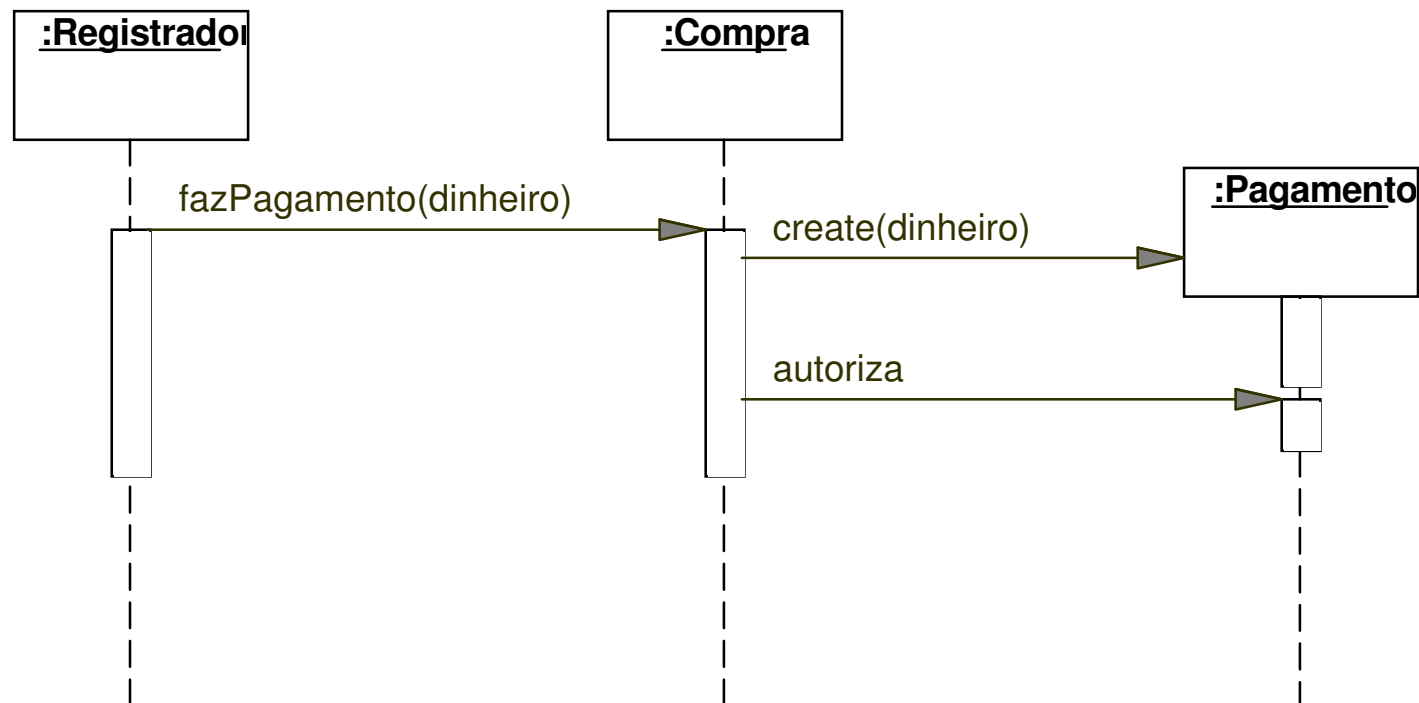 :Registrador
:Compra
:Pagamento
fazPagamento(dinheiro)
create(dinheiro)
autoriza